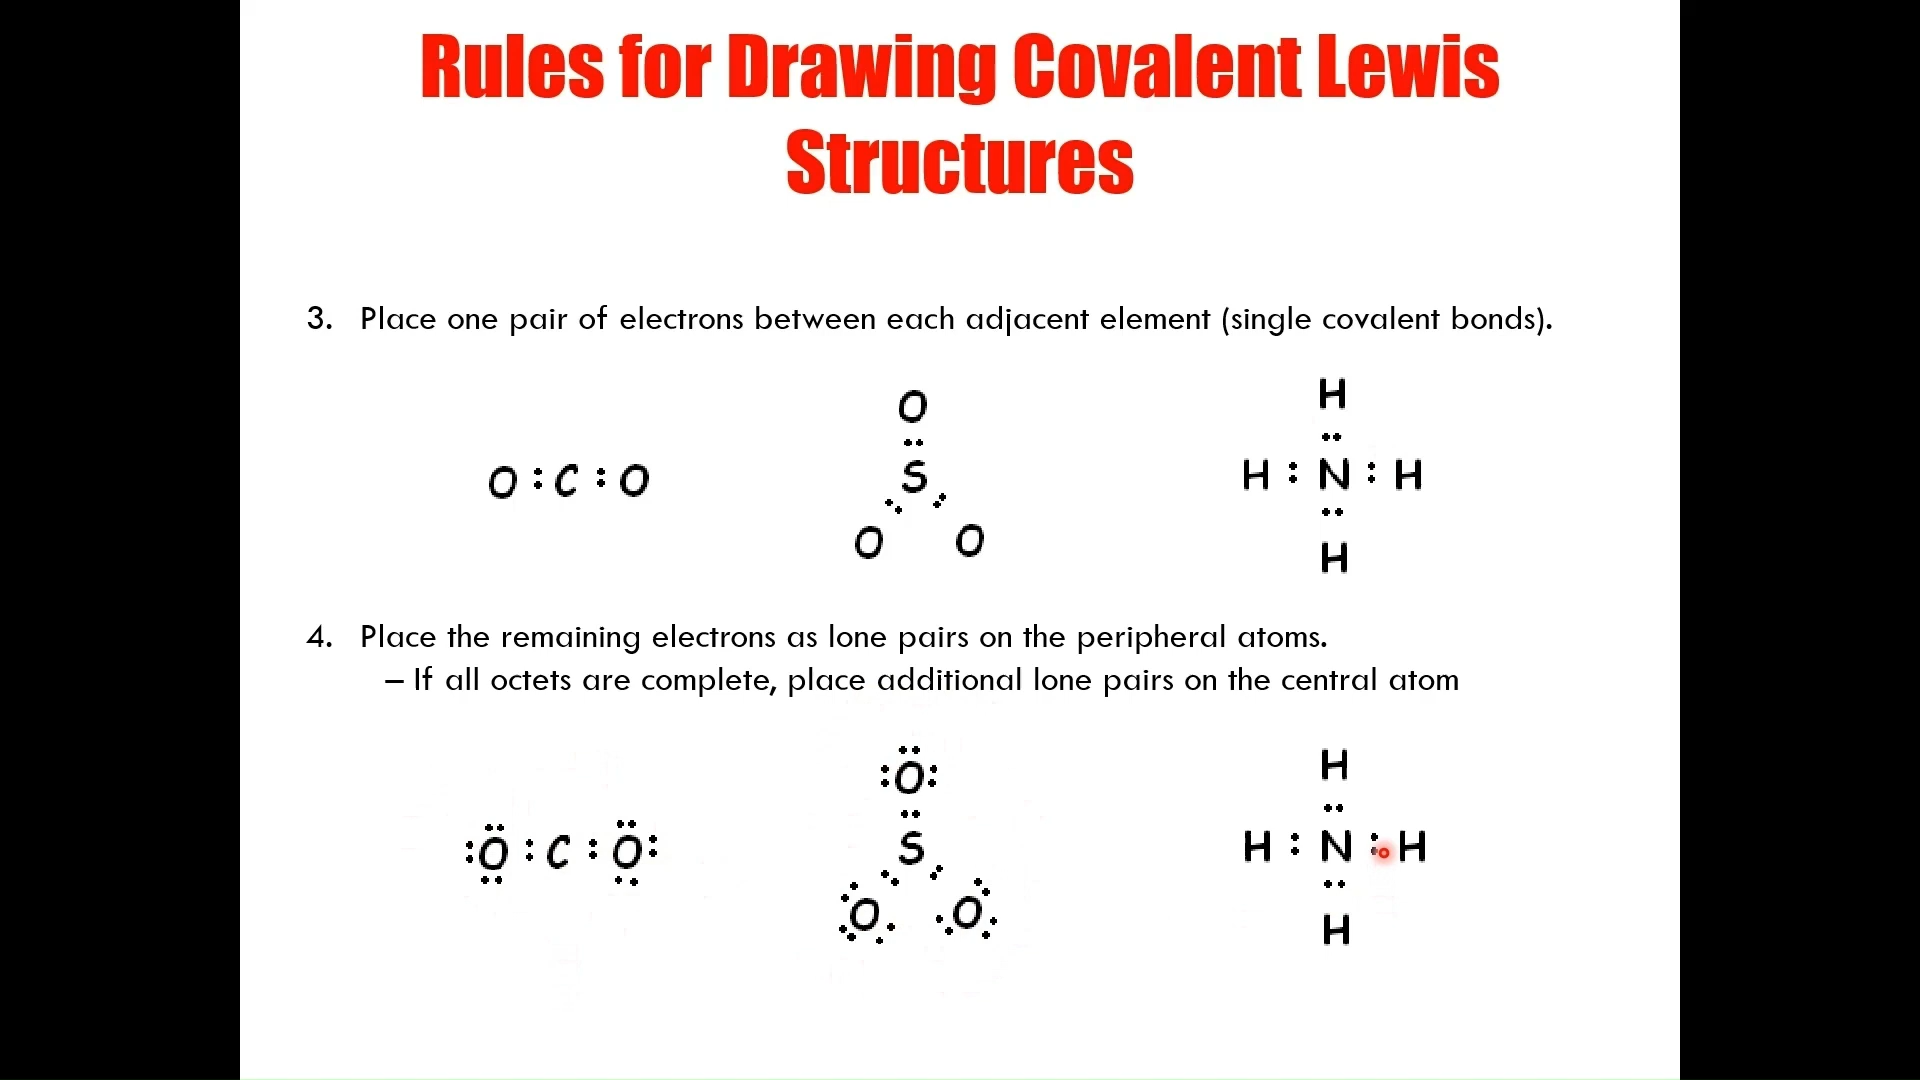 Rules for Drawing Covalent Lewis
Structures
3. Place one pair of electrons between each adjacent element (single covalent bonds).
O
H
O : C : O
S
H : N : H
O O
H
4. Place the remaining electrons as lone pairs on the peripheral atoms.
– If all octets are complete, place additional lone pairs on the central atom
H
:O:
:O : C : O:
S
H : N : H
O O
H